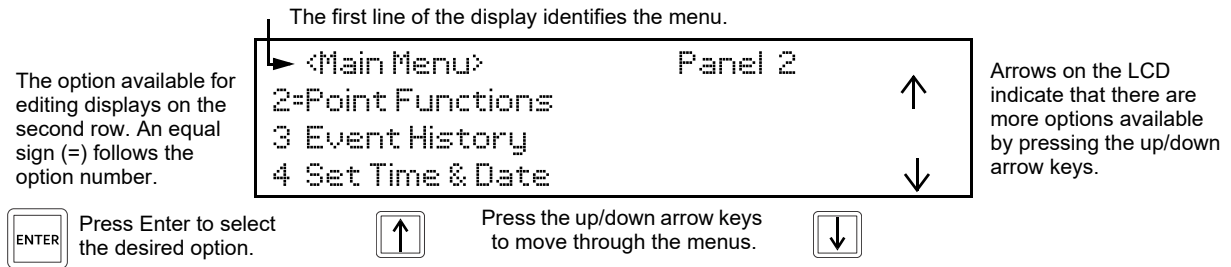 The first line of the display identifies the menu.
The option available for
editing displays on the
second row. An equal
sign (=) follows the
option number.
<Main Menu> Panel 2
2=Point Functions
3 Event History
4 Set Time & Date
Arrows on the LCD
indicate that there are
more options available
by pressing the up/down
arrow keys.
ENTER
Press Enter to select
the desired option.
Press the up/down arrow keys
to move through the menus.